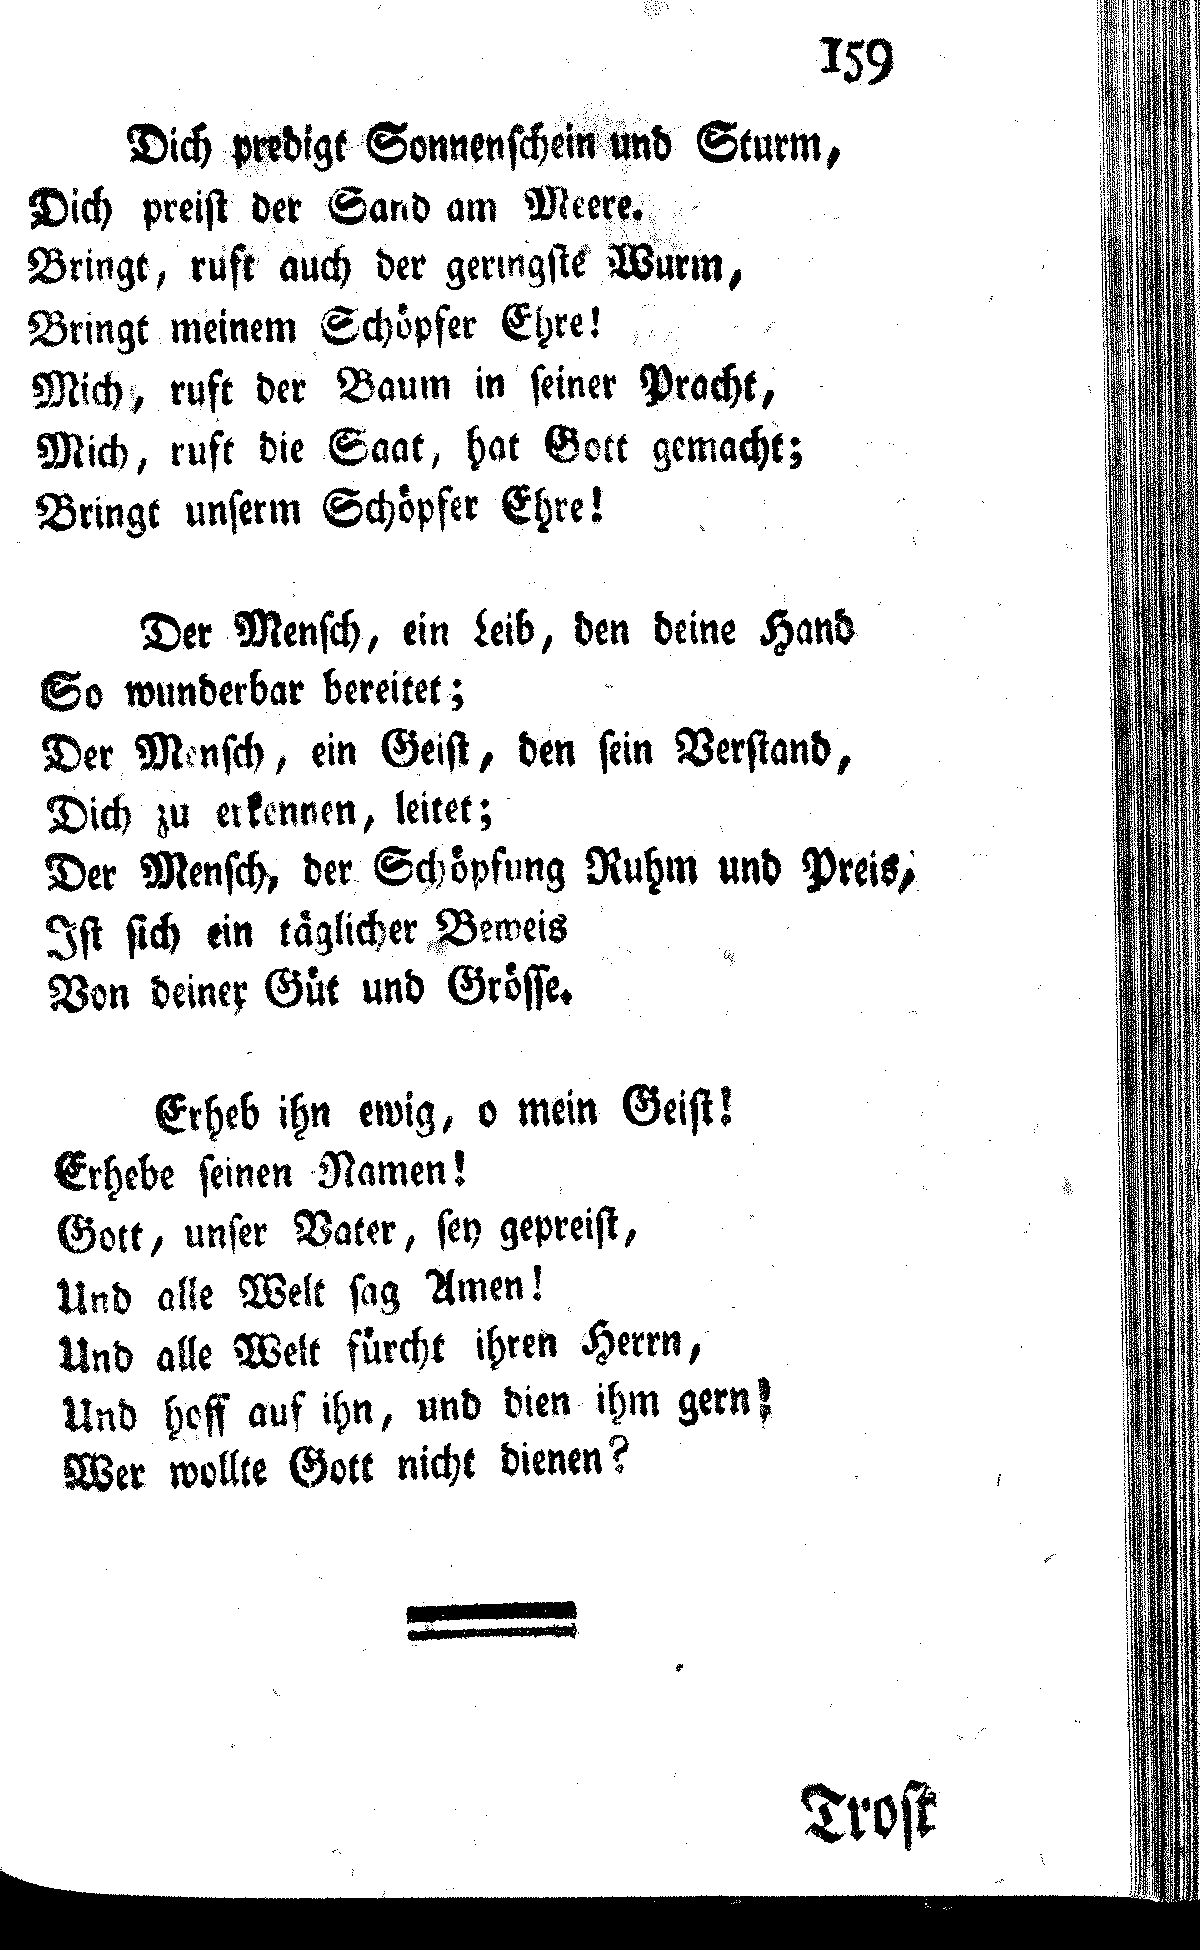 159
Dich predigt Sonnenschein und Sturm,
Dich preist der Sand am Meere.
Bringt, ruft auch der geringste Wurm,
Bringt meinem Schöpfer Ehre!
Mich, ruft der Baum in seiner Pracht,
Mich, ruft die Saat, hat Gott gemacht;
Bringt unserm Schöpfer Ehre!
Der Mensch, ein Leib, den deine Hand
So wunderbar bereitet;
Der Mensch, ein Geist, den sein Verstand,
Dich zu erkennen, leitet;
Der Mensch, der Schöpfung Ruhm und Preis,
Ist sich ein täglicher Beweis
Von deiner Güt und Grösse.
Erheb ihn ewig, o mein Geist!
Erhebe seinen Namen!
Gott, unser Vater, sey gepreist,
Und alle Welt sag Amen!
Und alle Welt fürcht ihren Herrn,
Und hoff auf ihn, und dien ihm gern!
Wer wollte Gott nicht dienen?
Trost